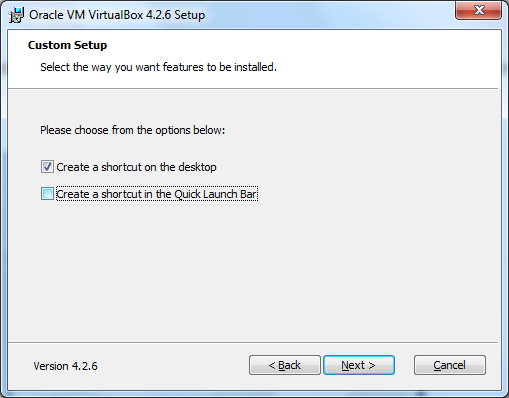 Oracle VM VirtualBox 4.2.6 Setup
Custom Setup
Select the way you want features to be installed.
Please choose from the options below:
Create a shortcut on the desktop
Create a shortcut in the Quick Launch Bar
Version 4.2.6
< Back
Next >
Cancel